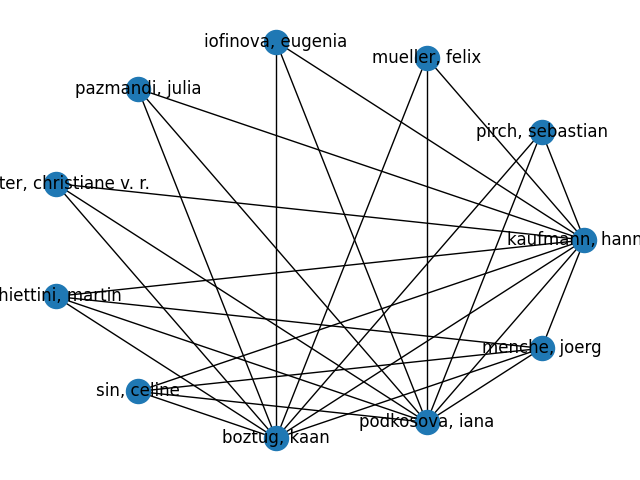 iofinova, eugenia
mueller, felix
pazmandi, julia
pirch, sebastian
ter, christiane v. r.
kaufmann, hann
hiettini, martin
menche, joerg
sin, celine
podkosova, iana
boztug, kaan